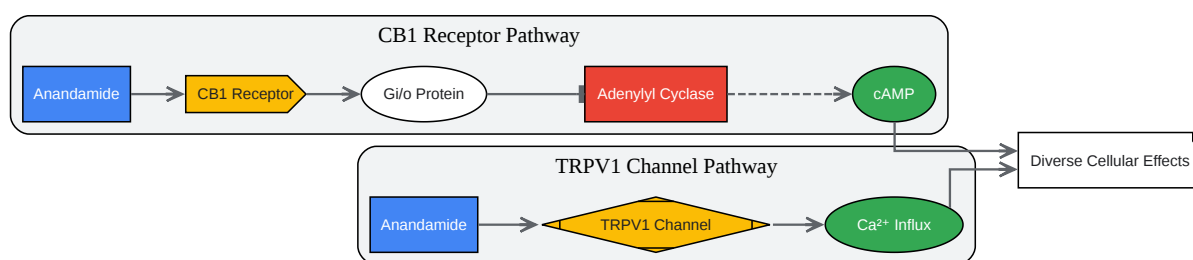 CB1 Receptor Pathway
Anandamide
CB1 Receptor
Gi/o Protein
Adenylyl Cyclase
cAMP
Diverse Cellular Effects
TRPV1 Channel Pathway
Anandamide
TRPV1 Channel
Ca²⁺ Influx